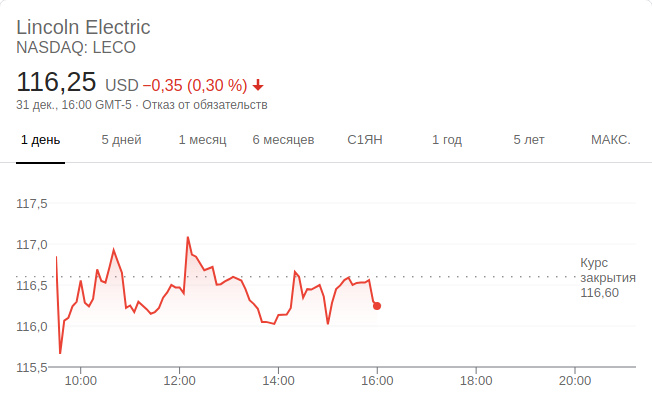 Lincoln Electric
NASDAQ: LECO
116,25 USD −0,35 (0,30 %)
31 дек., 16:00 GMT-5 · Отказ от обязательств
1 день 5 дней 1 месяц 6 месяцев С1ЯН 1 год 5 лет МАКС.
117,5
117,0
116,5
116,0
115,5
Курс
закрытия
116,60
10:00 12:00 14:00 16:00 18:00 20:00